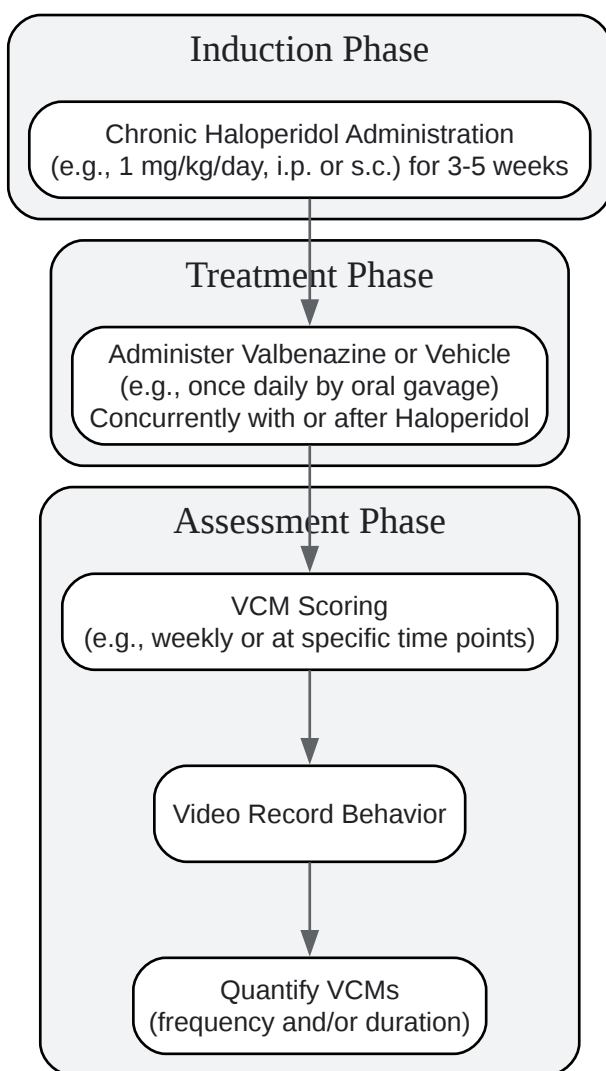 Induction Phase
Chronic Haloperidol Administration
(e.g., 1 mg/kg/day, i.p. or s.c.) for 3-5 weeks
Treatment Phase
Administer Valbenazine or Vehicle
(e.g., once daily by oral gavage)
Concurrently with or after Haloperidol
Assessment Phase
VCM Scoring
(e.g., weekly or at specific time points)
Video Record Behavior
Quantify VCMs
(frequency and/or duration)